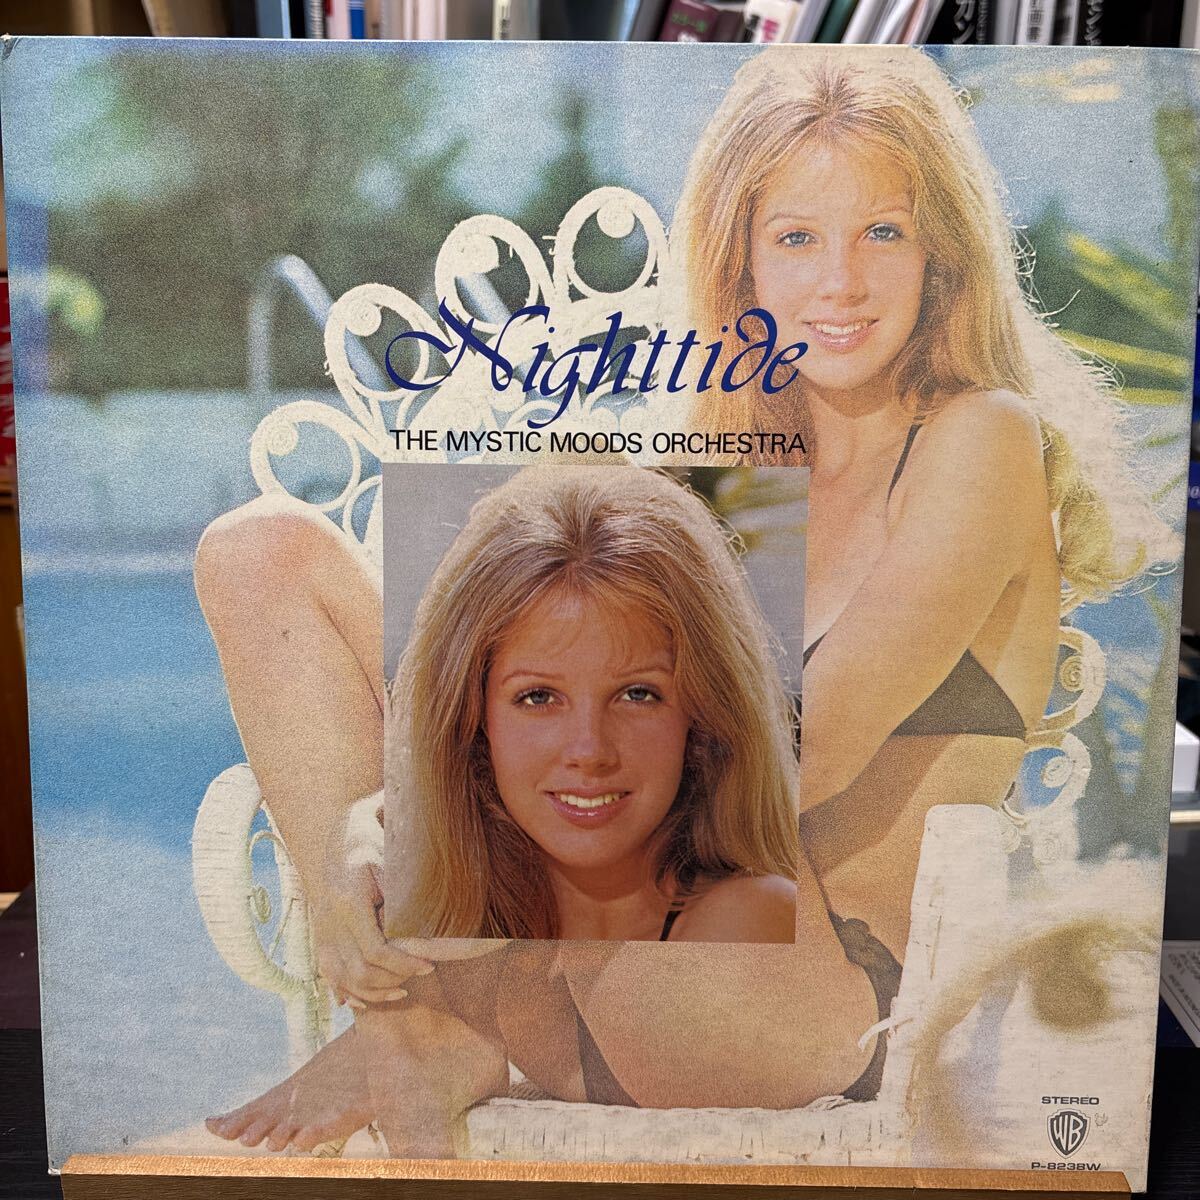 Nighttide
THE MYSTIC MOODS ORCHESTRA
STEREO
WB
P-8238W